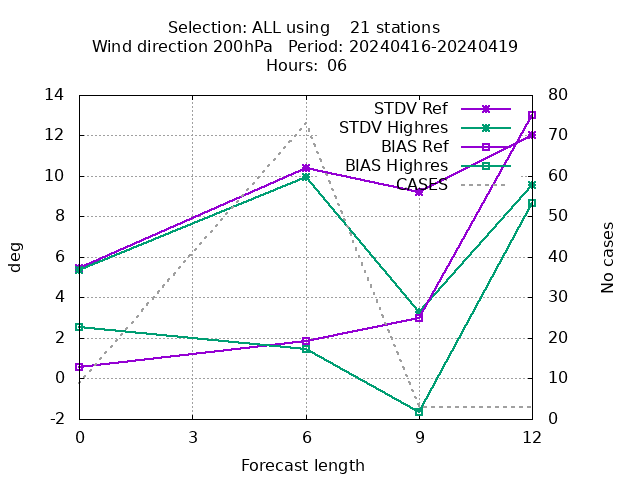 Selection: ALL using    21 stations
Wind direction 200hPa   Period: 20240416-20240419
Hours: 06
14
12
10
8
6
4
2
0
-2
80
70
60
50
40
30
20
10
0
STDV Ref
STDV Highres
BIAS Ref
BIAS Highres
CASES
deg
No cases
0 3 6 9 12
Forecast length